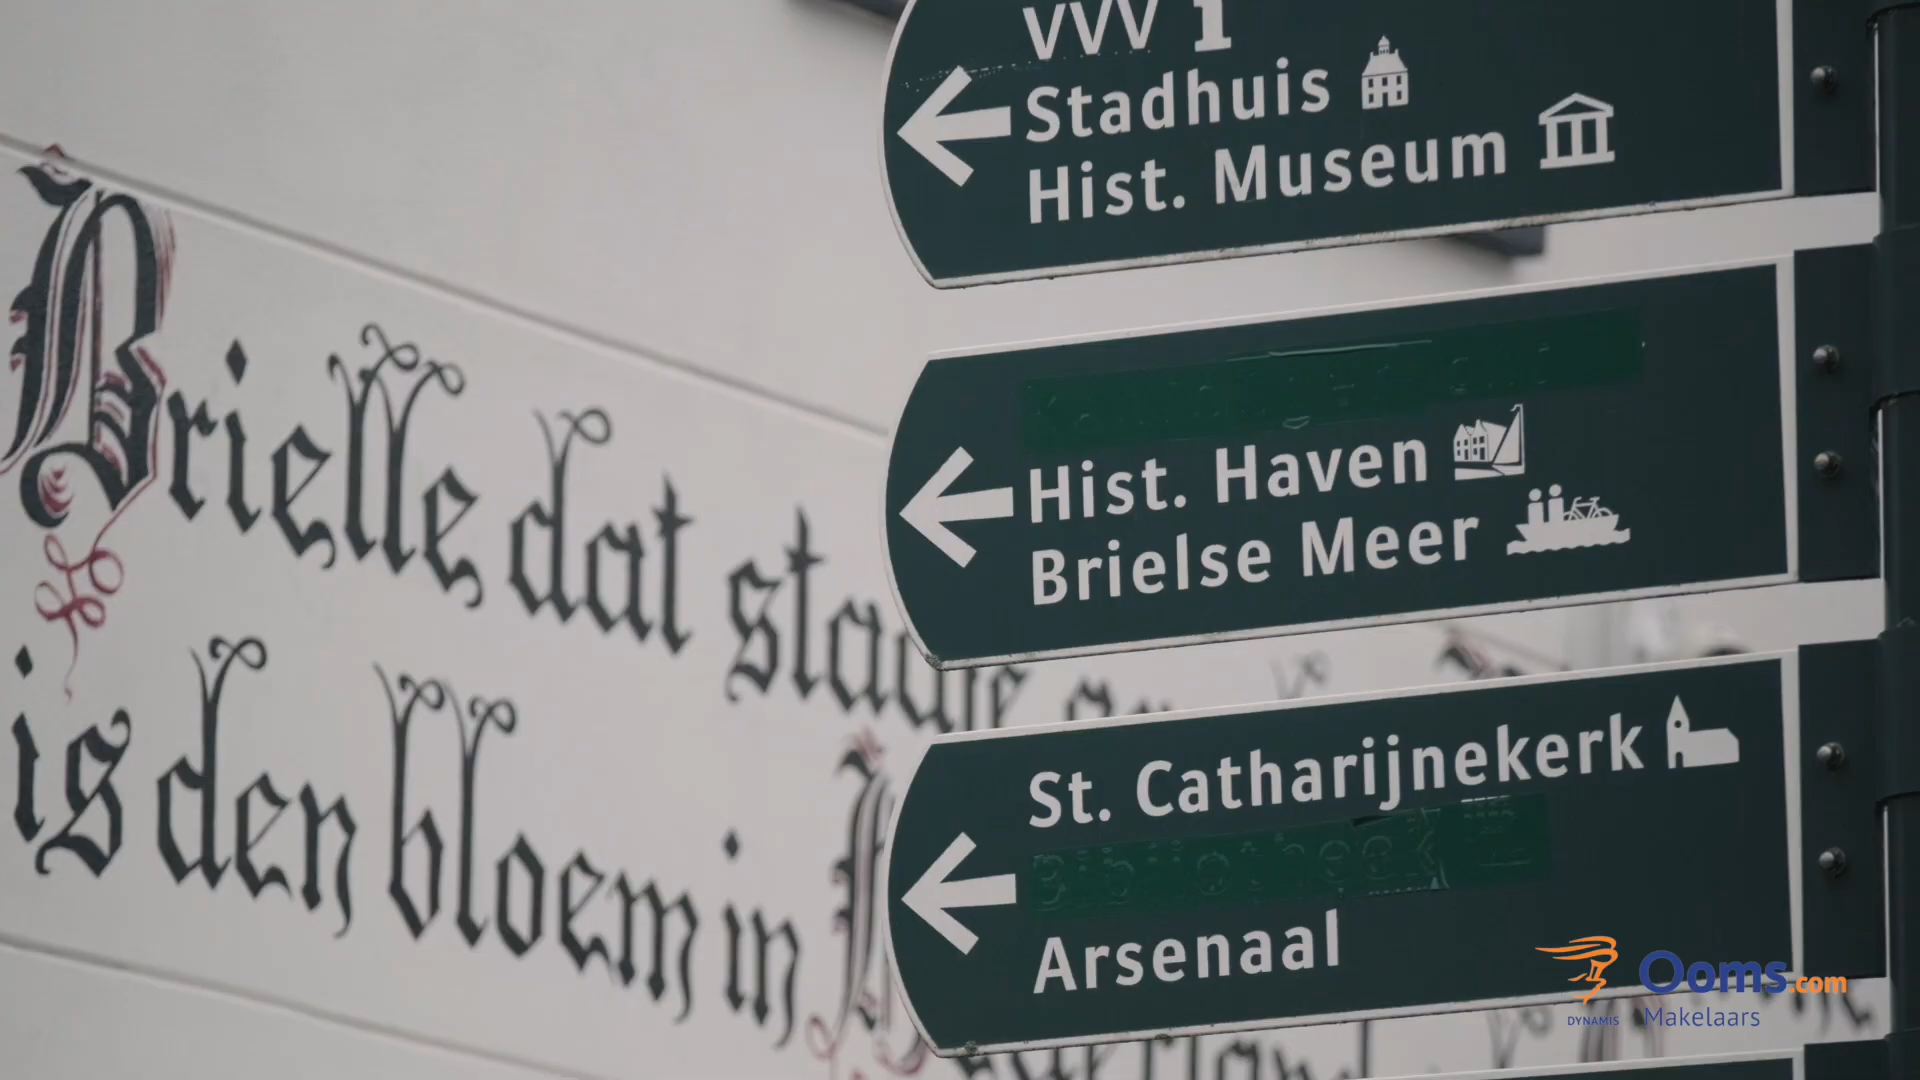 VVV i
Stadhuis
Hist. Museum
Hist. Haven
Brielse Meer
St. Catharijnekerk
Arsenaal
Brielle dat stadje
is den bloem in
Ooms.com
DYNAMIS Makelaars